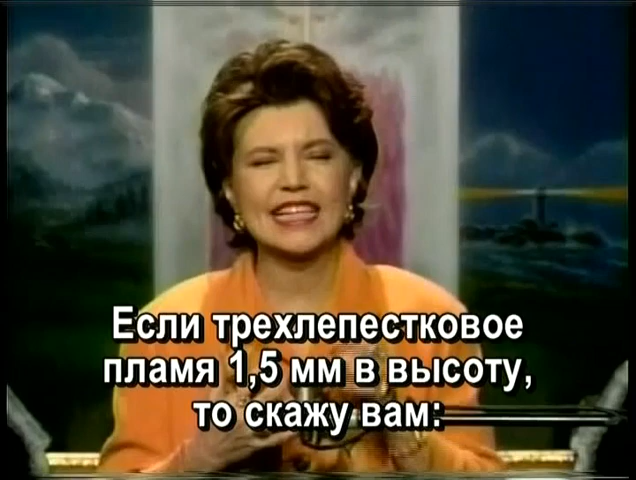 Если трехлепестковое
пламя 1,5 мм в высоту,
то скажу вам: